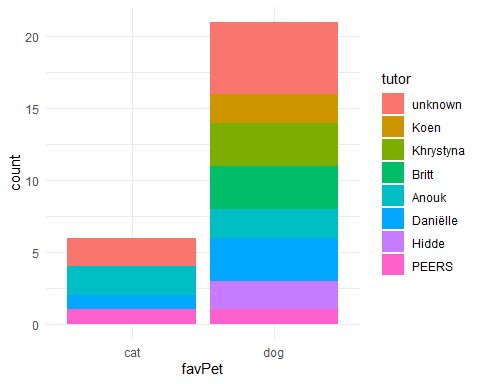 20
15
10
5
0
count
cat dog
favPet
tutor
unknown
Koen
Khrystyna
Britt
Anouk
Daniëlle
Hidde
PEERS